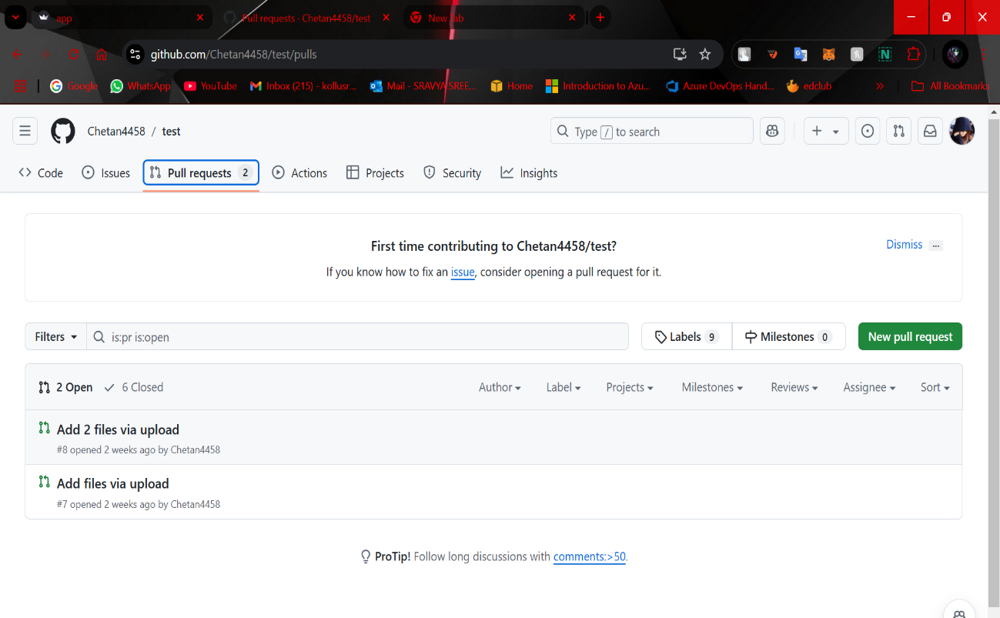 app
Pull requests · Chetan4458/test
New Tab
github.com/Chetan4458/test/pulls
Google
WhatsApp
YouTube
Inbox (215) - kollusr...
Mail - SRAVYA SREE...
Home
Introduction to Azu...
Azure DevOps Hand...
edclub
All Bookmarks
Chetan4458 / test
Type / to search
Code
Issues
Pull requests 2
Actions
Projects
Security
Insights
First time contributing to Chetan4458/test?
Dismiss ...
If you know how to fix an issue, consider opening a pull request for it.
Filters
is:pr is:open
Labels 9
Milestones 0
New pull request
2 Open
6 Closed
Author
Label
Projects
Milestones
Reviews
Assignee
Sort
Add 2 files via upload
#8 opened 2 weeks ago by Chetan4458
Add files via upload
#7 opened 2 weeks ago by Chetan4458
ProTip! Follow long discussions with comments:>50.